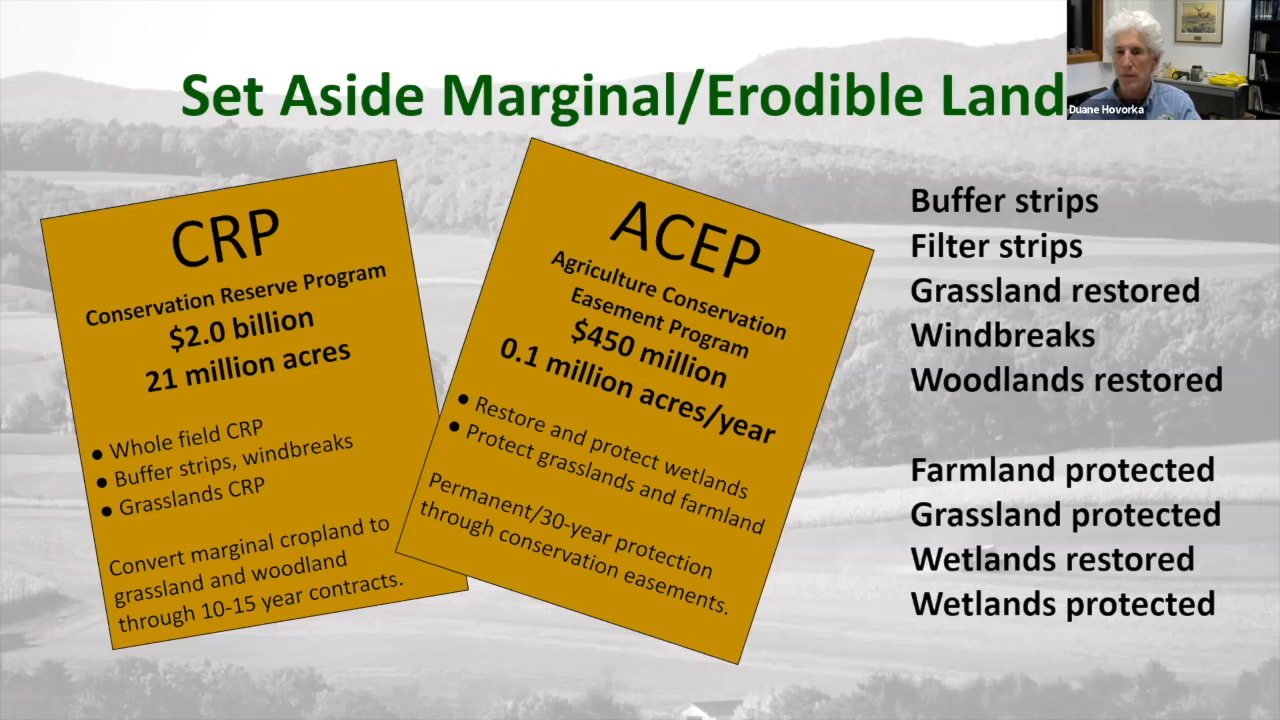 Set Aside Marginal/Erodible Land
Duane Hovorka
CRP
Conservation Reserve Program
$2.0 billion
21 million acres
● Whole field CRP
● Buffer strips, windbreaks
● Grasslands CRP
Convert marginal cropland to
grassland and woodland
through 10-15 year contracts.
ACEP
Agriculture Conservation
Easement Program
$450 million
0.1 million acres/year
● Restore and protect wetlands
● Protect grasslands and farmland
Permanent/30-year protection
through conservation easements.
Buffer strips
Filter strips
Grassland restored
Windbreaks
Woodlands restored
Farmland protected
Grassland protected
Wetlands restored
Wetlands protected